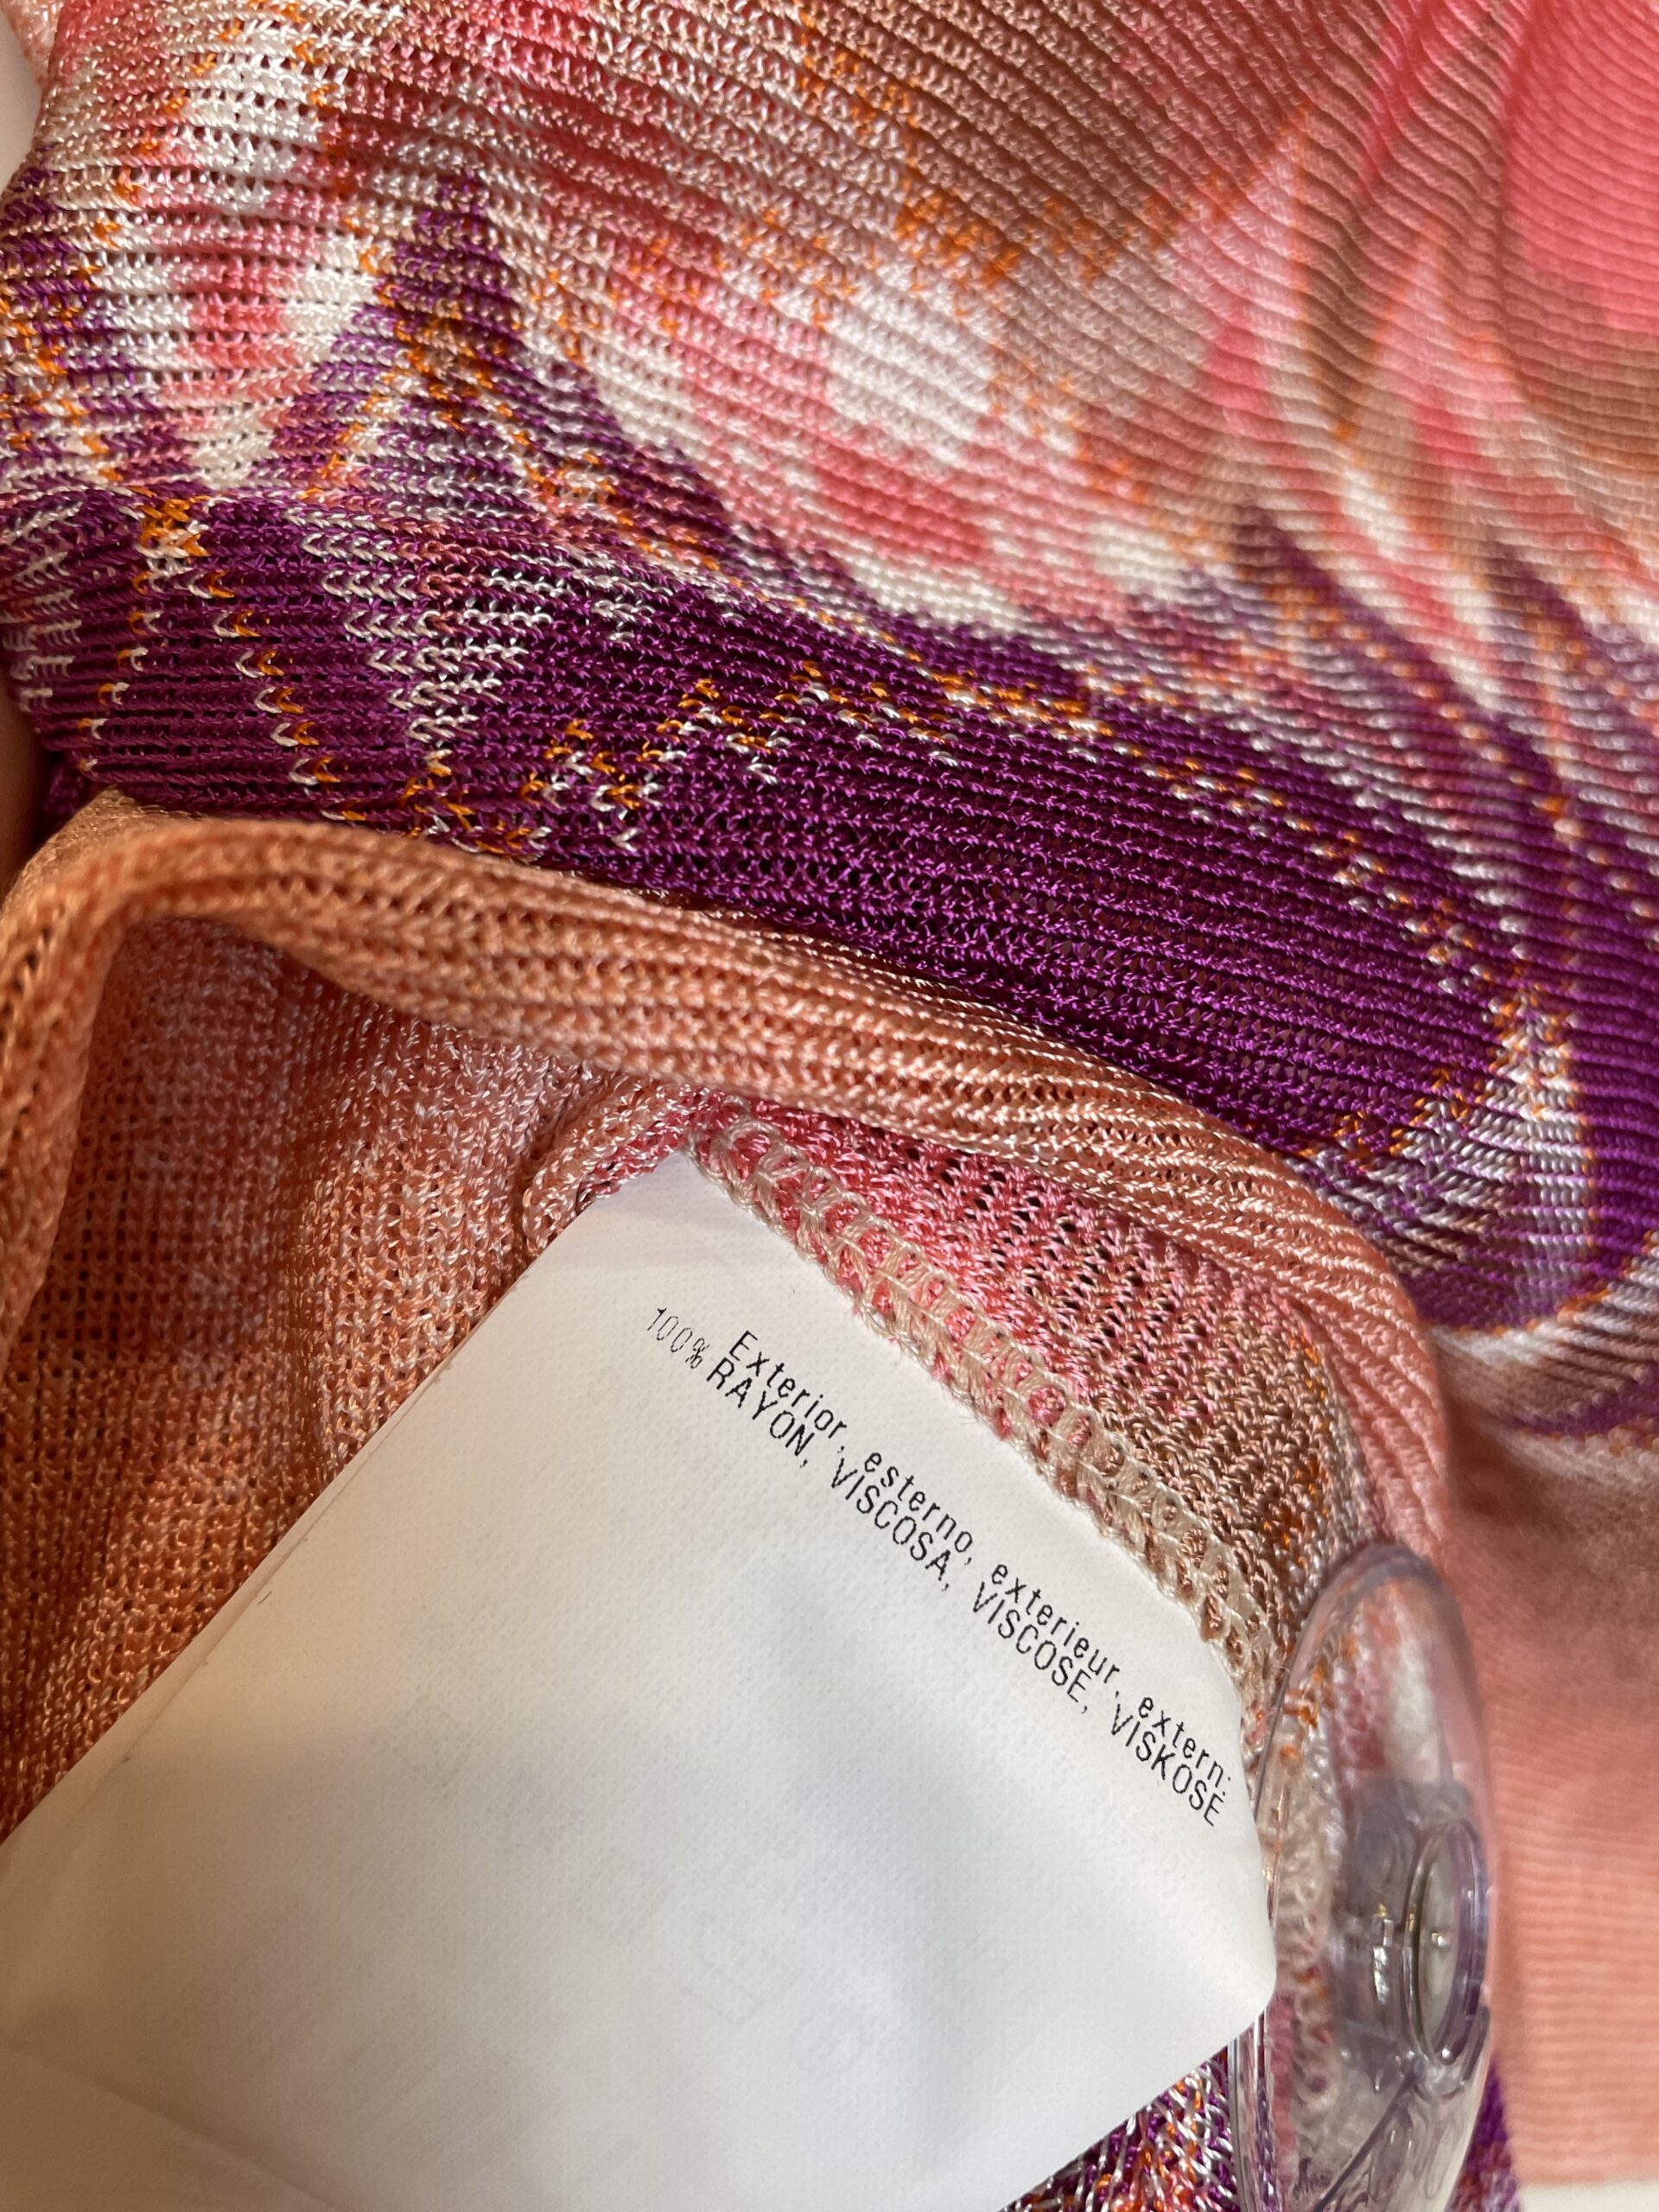 Exterior, esterno, exterieur, extern:
100% RAYON, VISCOSA, VISCOSE, VISKOSE